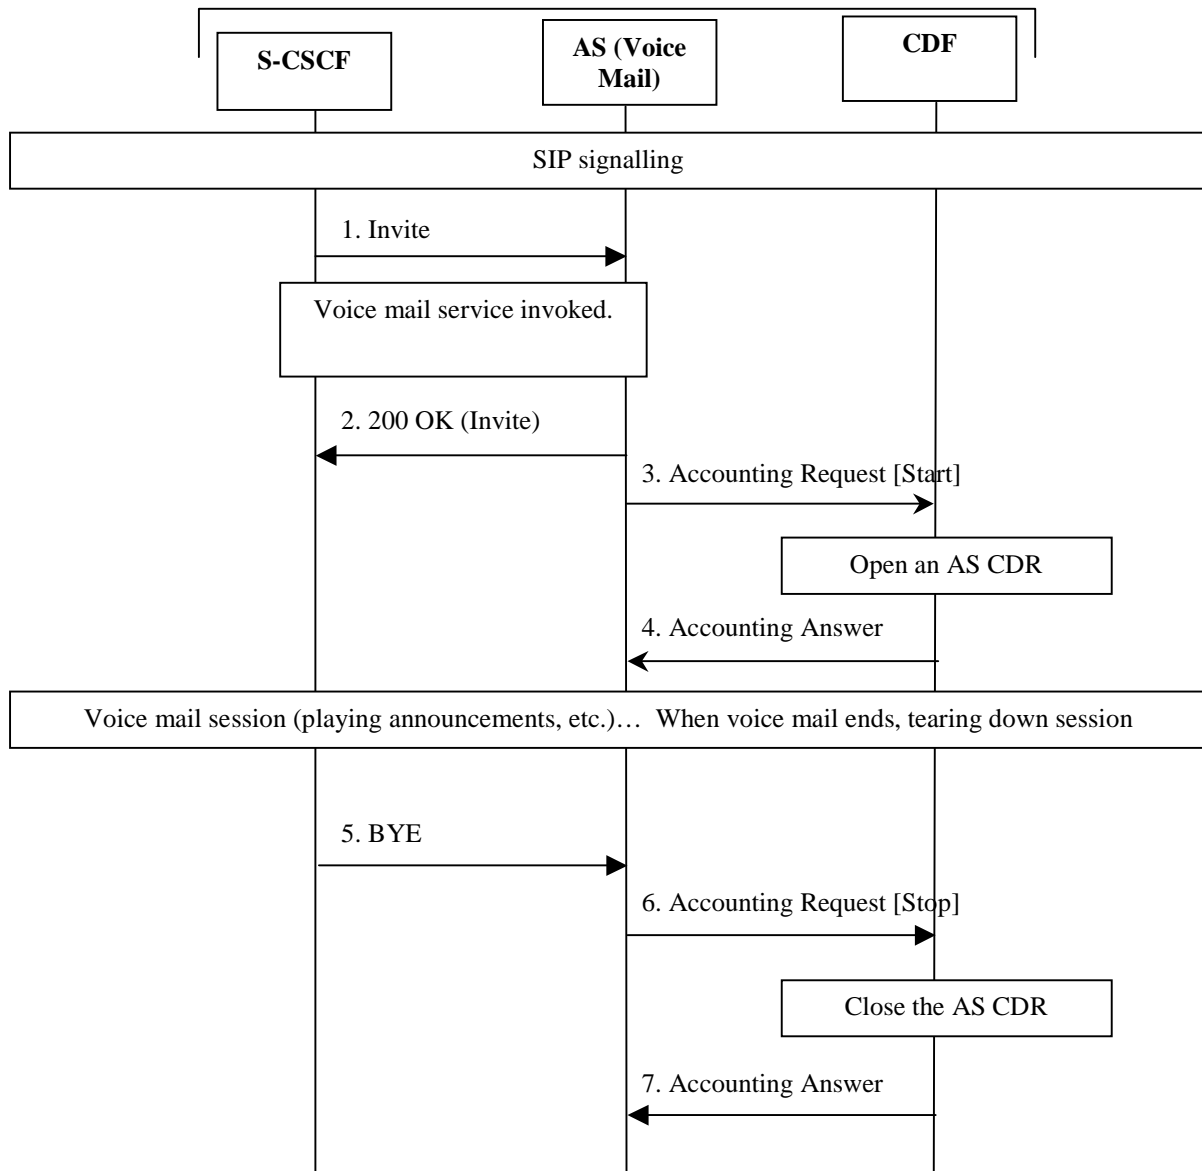 S-CSCF
AS (Voice
Mail)
CDF
SIP signalling
1. Invite
Voice mail service invoked.
2. 200 OK (Invite)
3. Accounting Request [Start]
Open an AS CDR
4. Accounting Answer
Voice mail session (playing announcements, etc.)… When voice mail ends, tearing down session
5. BYE
6. Accounting Request [Stop]
Close the AS CDR
7. Accounting Answer